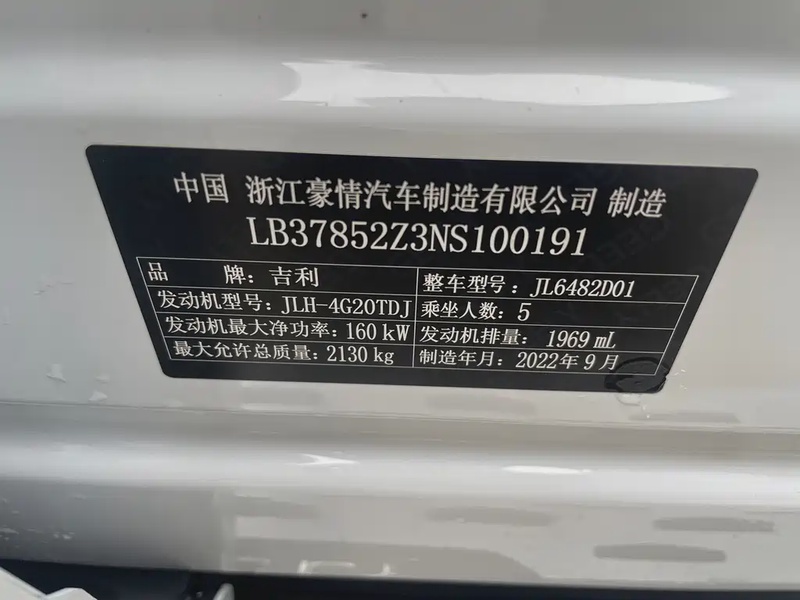 中国 浙江豪情汽车制造有限公司 制造
LB37852Z3NS100191
品 牌：吉利 整车型号：JL6482D01
发动机型号：JLH-4G20TDJ 乘坐人数：5
发动机最大净功率：160 kW 发动机排量：1969 mL
最大允许总质量：2130 kg 制造年月：2022年9月